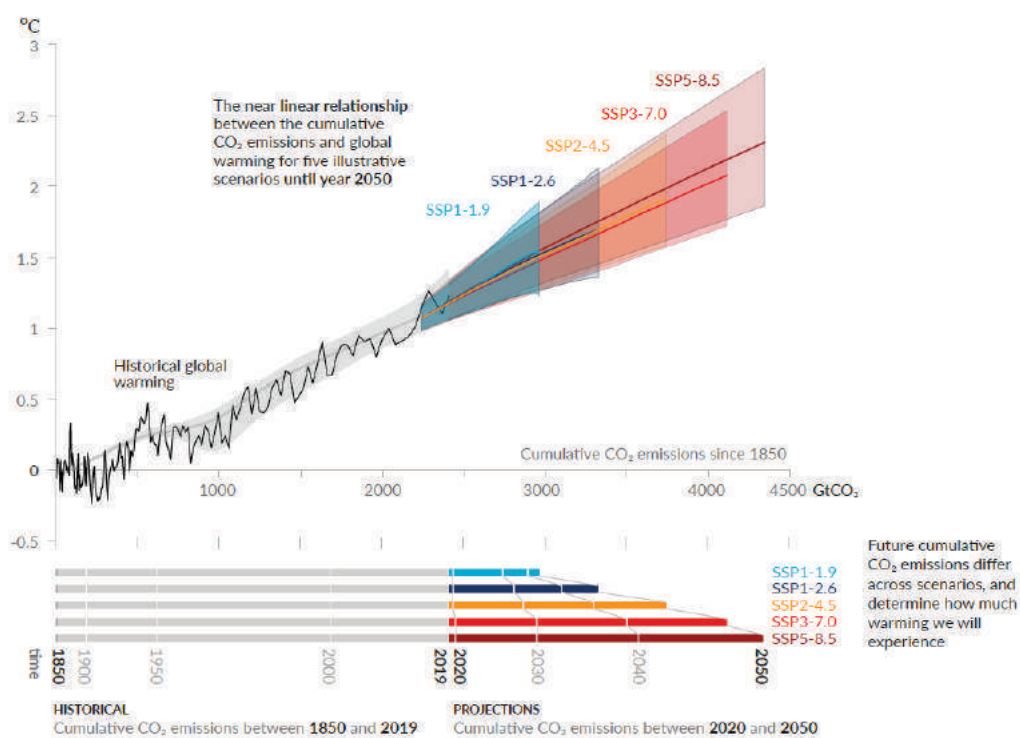 °C
3
2.5
2
1.5
1
0.5
0
-0.5
The near linear relationship
between the cumulative
CO₂ emissions and global
warming for five illustrative
scenarios until year 2050
SSP5-8.5
SSP3-7.0
SSP2-4.5
SSP1-2.6
SSP1-1.9
Historical global
warming
Cumulative CO₂ emissions since 1850
1000
2000
3000
4000
4500
GtCO₂
SSP1-1.9
SSP1-2.6
SSP2-4.5
SSP3-7.0
SSP5-8.5
Future cumulative
CO₂ emissions differ
across scenarios, and
determine how much
warming we will
experience
time
1850
1900
1950
2000
2019
2020
2030
2040
2050
HISTORICAL
Cumulative CO₂ emissions between 1850 and 2019
PROJECTIONS
Cumulative CO₂ emissions between 2020 and 2050